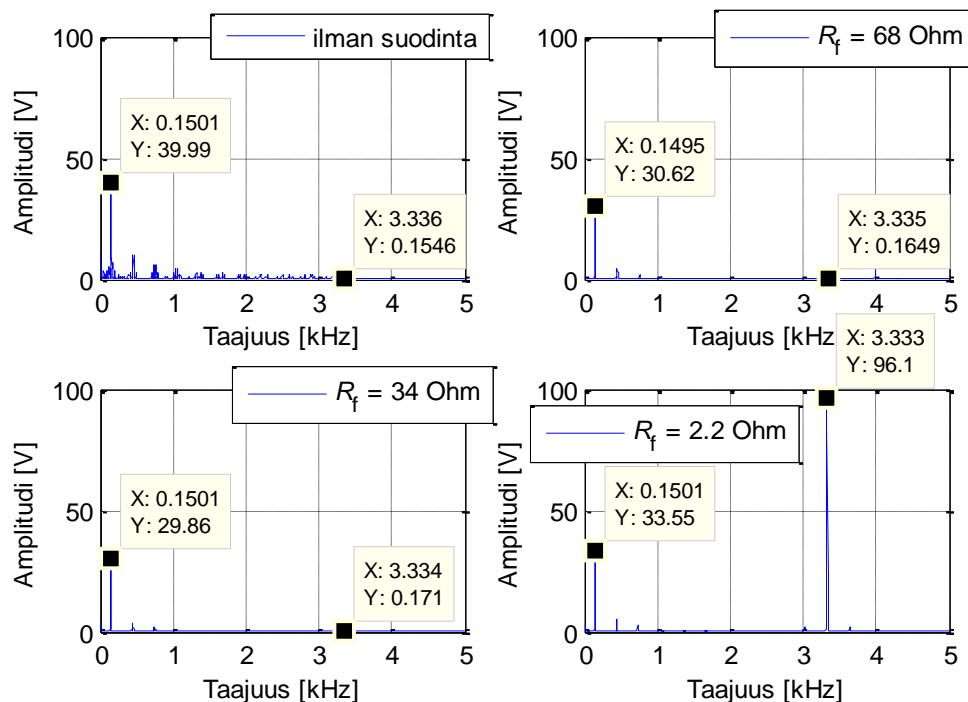 ilman suodinta
100
50
0
Amplitudi [V]
X: 0.1501
Y: 39.99
X: 3.336
Y: 0.1546
0 1 2 3 4 5
Taajuus [kHz]
Rf = 68 Ohm
100
50
0
Amplitudi [V]
X: 0.1495
Y: 30.62
X: 3.335
Y: 0.1649
0 1 2 3 4 5
Taajuus [kHz]
Rf = 34 Ohm
100
50
0
Amplitudi [V]
X: 0.1501
Y: 29.86
X: 3.334
Y: 0.171
0 1 2 3 4 5
Taajuus [kHz]
X: 3.333
Y: 96.1
Rf = 2.2 Ohm
100
50
0
Amplitudi [V]
X: 0.1501
Y: 33.55
0 1 2 3 4 5
Taajuus [kHz]